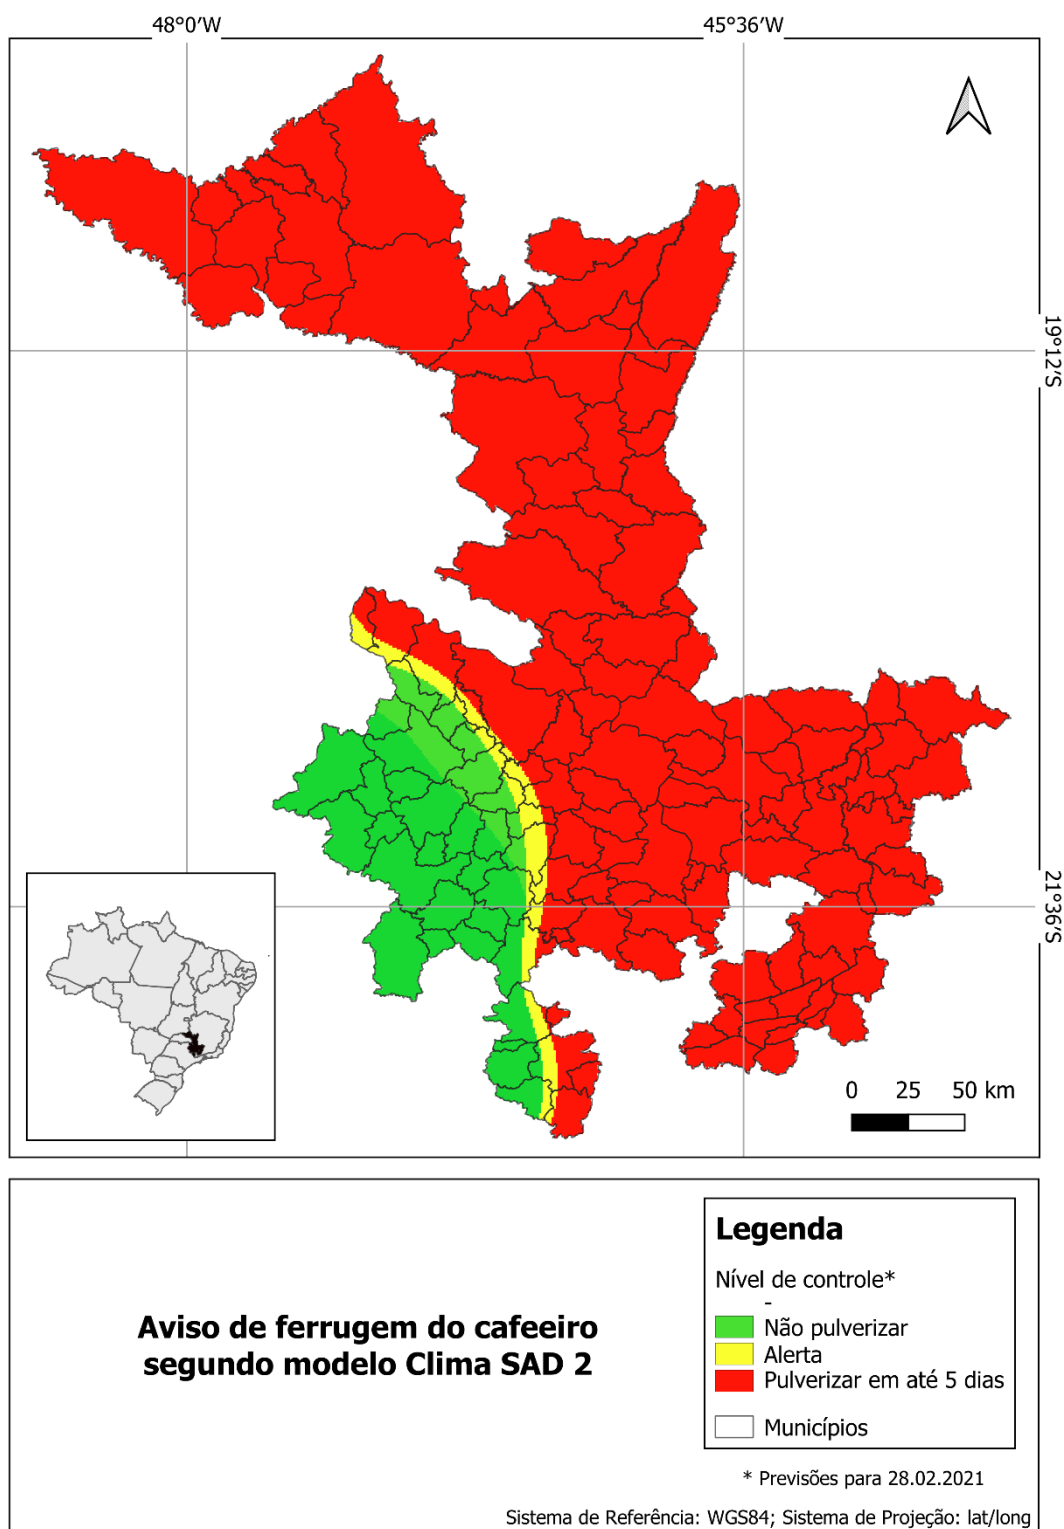 48°0'W
45°36'W
19°12'S
21°36'S
0 25 50 km
Aviso de ferrugem do cafeeiro
segundo modelo Clima SAD 2
Legenda
Nível de controle*
-
Não pulverizar
Alerta
Pulverizar em até 5 dias
Municípios
* Previsões para 28.02.2021
Sistema de Referência: WGS84; Sistema de Projeção: lat/long